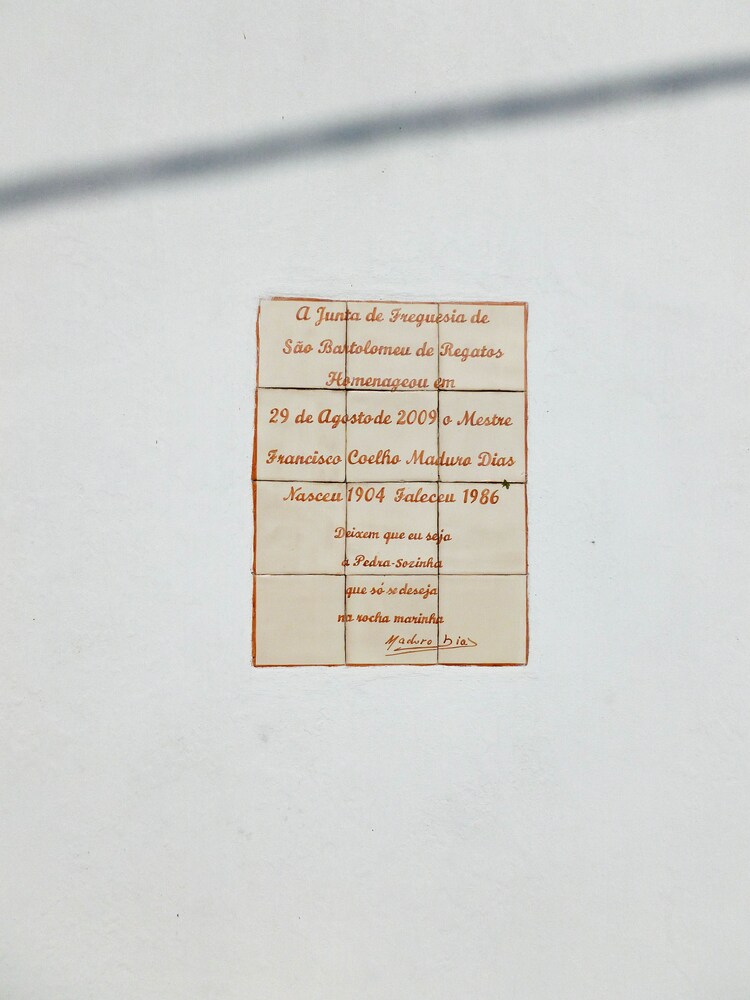 A Junta de Freguesia de
São Bartolomeu de Regatos
Homenageou em
29 de Agosto de 2009 o Mestre
Francisco Coelho Maduro Dias
Nasceu 1904 Faleceu 1986
Deixem que eu seja
a Pedra-Sozinha
que só se deseja
na rocha marinha
Maduro Dias